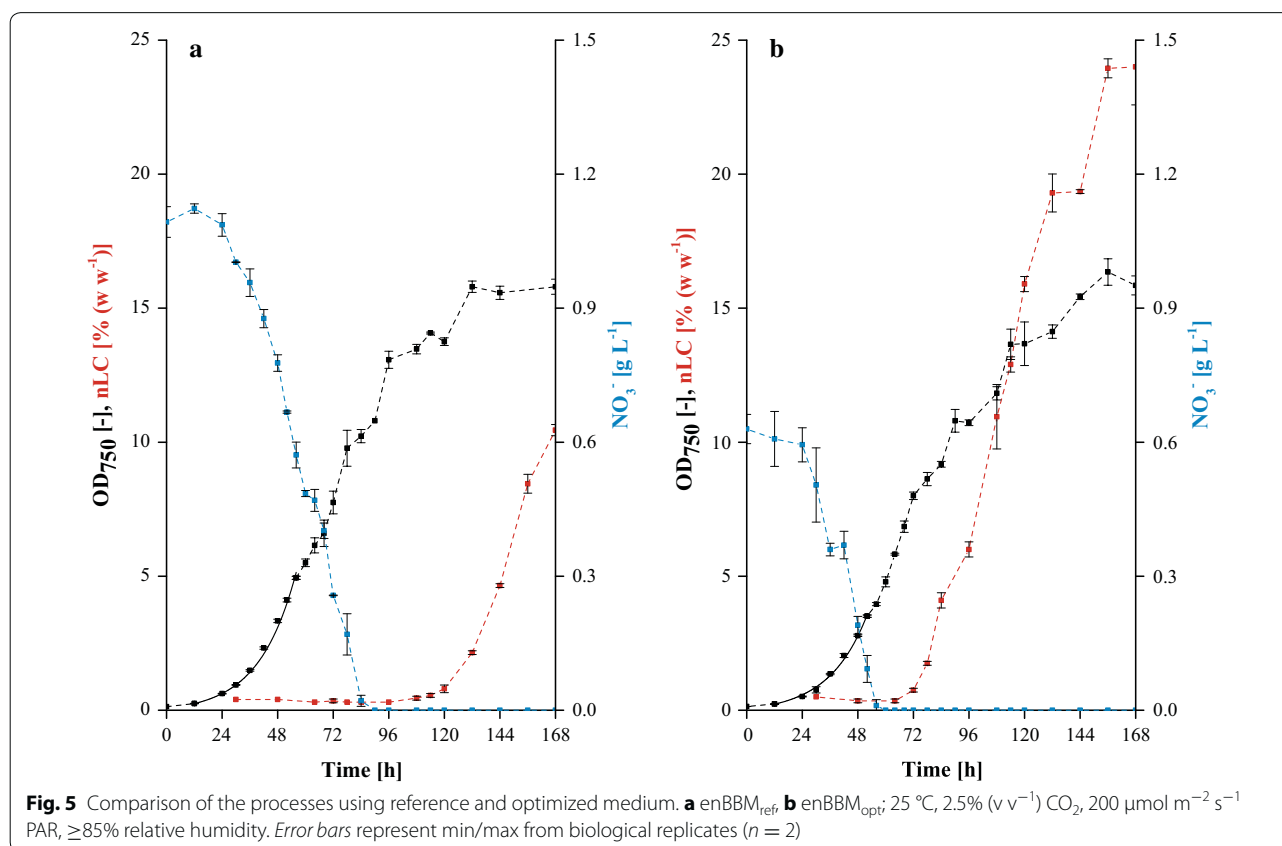 a
b
25
20
15
10
5
0
OD750 [-], nLC [% (w w-1)]
1.5
1.2
0.9
0.6
0.3
0.0
NO3- [g L-1]
0 24 48 72 96 120 144 168
Time [h]
25
20
15
10
5
0
OD750 [-], nLC [% (w w-1)]
1.5
1.2
0.9
0.6
0.3
0.0
NO3- [g L-1]
0 24 48 72 96 120 144 168
Time [h]
Fig. 5 Comparison of the processes using reference and optimized medium. a enBBMref, b enBBMopt; 25 °C, 2.5% (v v−1) CO2, 200 µmol m−2 s−1
PAR, ≥85% relative humidity. Error bars represent min/max from biological replicates (n = 2)